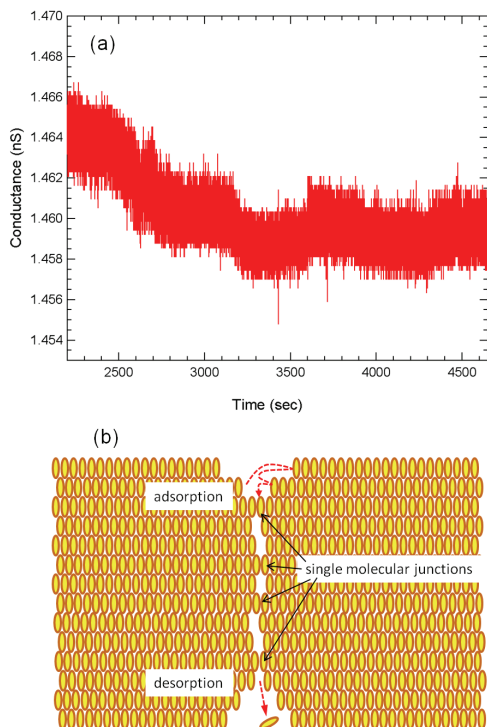 (a)
1.470
1.468
1.466
1.464
1.462
1.460
1.458
1.456
1.454
Conductance (nS)
2500 3000 3500 4000 4500
Time (sec)
(b)
adsorption
single molecular junctions
desorption